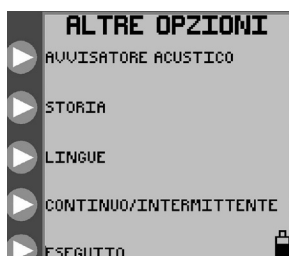 ALTRE OPZIONI
AVVISATORE ACUSTICO
STORIA
LINGUE
CONTINUO/INTERMITTENTE
ESEGUITO